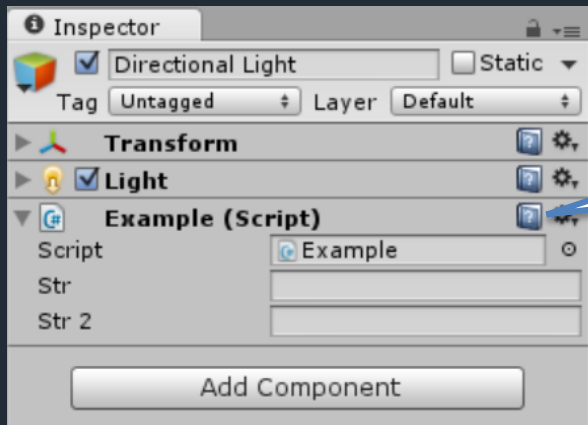 Inspector
Directional Light Static
Tag Untagged Layer Default
Transform
Light
Example (Script)
Script Example
Str
Str 2
Add Component